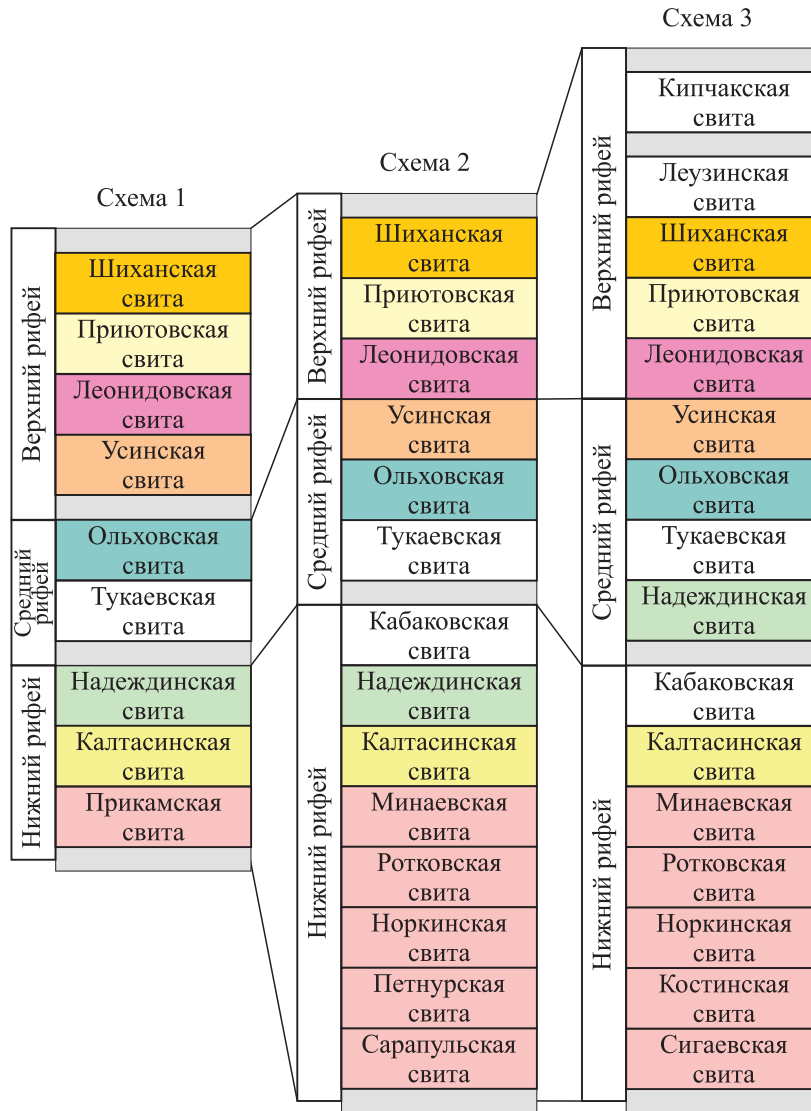 Схема 1
Верхний рифей
Шиханская
свита
Приютовская
свита
Леонидовская
свита
Усинская
свита
Средний
рифей
Ольховская
свита
Тукаевская
свита
Нижний рифей
Надеждинская
свита
Калтасинская
свита
Прикамская
свита
Схема 2
Верхний рифей
Шиханская
свита
Приютовская
свита
Леонидовская
свита
Средний рифей
Усинская
свита
Ольховская
свита
Тукаевская
свита
Нижний рифей
Кабаковская
свита
Надеждинская
свита
Калтасинская
свита
Минаевская
свита
Ротковская
свита
Норкинская
свита
Петнурская
свита
Сарапульская
свита
Схема 3
Верхний рифей
Кипчакская
свита
Леузинская
свита
Шиханская
свита
Приютовская
свита
Леонидовская
свита
Средний рифей
Усинская
свита
Ольховская
свита
Тукаевская
свита
Надеждинская
свита
Нижний рифей
Кабаковская
свита
Калтасинская
свита
Минаевская
свита
Ротковская
свита
Норкинская
свита
Костинская
свита
Сигаевская
свита